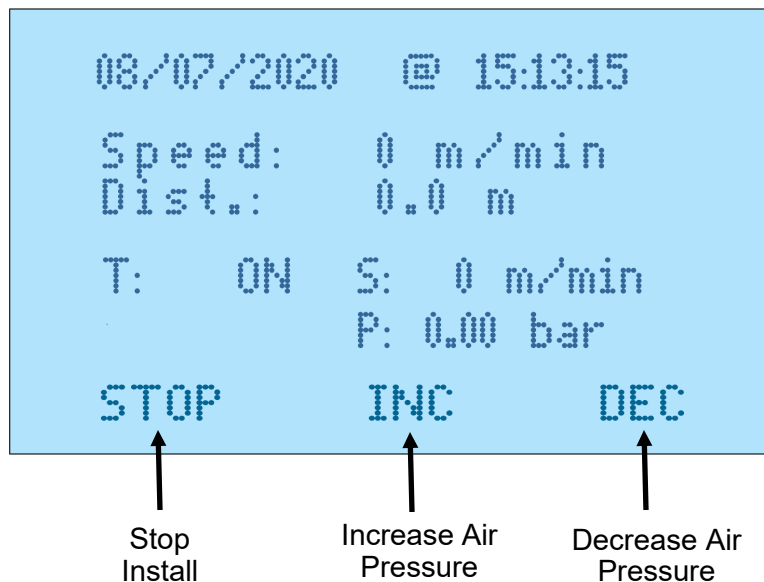 08/07/2020 @ 15:13:15
Speed: 0 m/min
Dist.: 0.0 m
T: ON S: 0 m/min
P: 0.00 bar
STOP INC DEC
Stop Install
Increase Air Pressure
Decrease Air Pressure